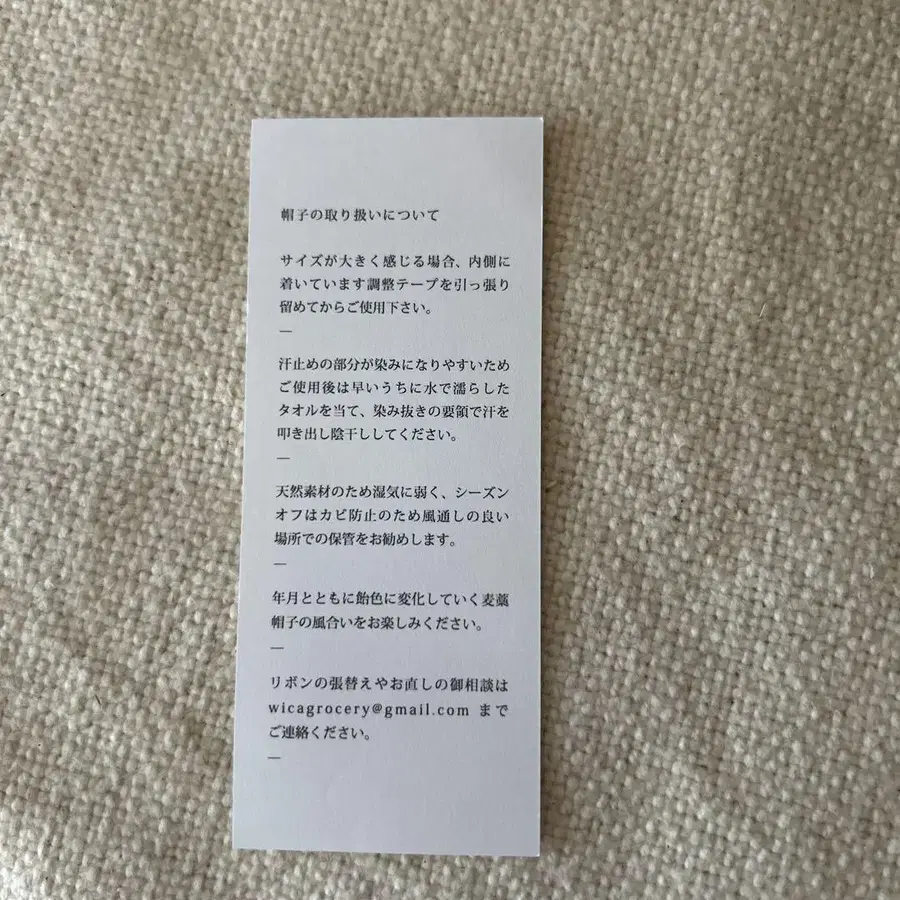 帽子の取り扱いについて
サイズが大きく感じる場合、内側に
着いています調整テープを引っ張り
留めてからご使用下さい。
—
汗止めの部分が染みになりやすいため
ご使用後は早いうちに水で濡らした
タオルを当て、染み抜きの要領で汗を
叩き出し陰干ししてください。
—
天然素材のため湿気に弱く、シーズン
オフはカビ防止のため風通しの良い
場所での保管をお勧めします。
—
年月とともに飴色に変化していく麦藁
帽子の風合いをお楽しみください。
—
リボンの張替えやお直しの御相談は
wicagrocery@gmail.com まで
ご連絡ください。
—